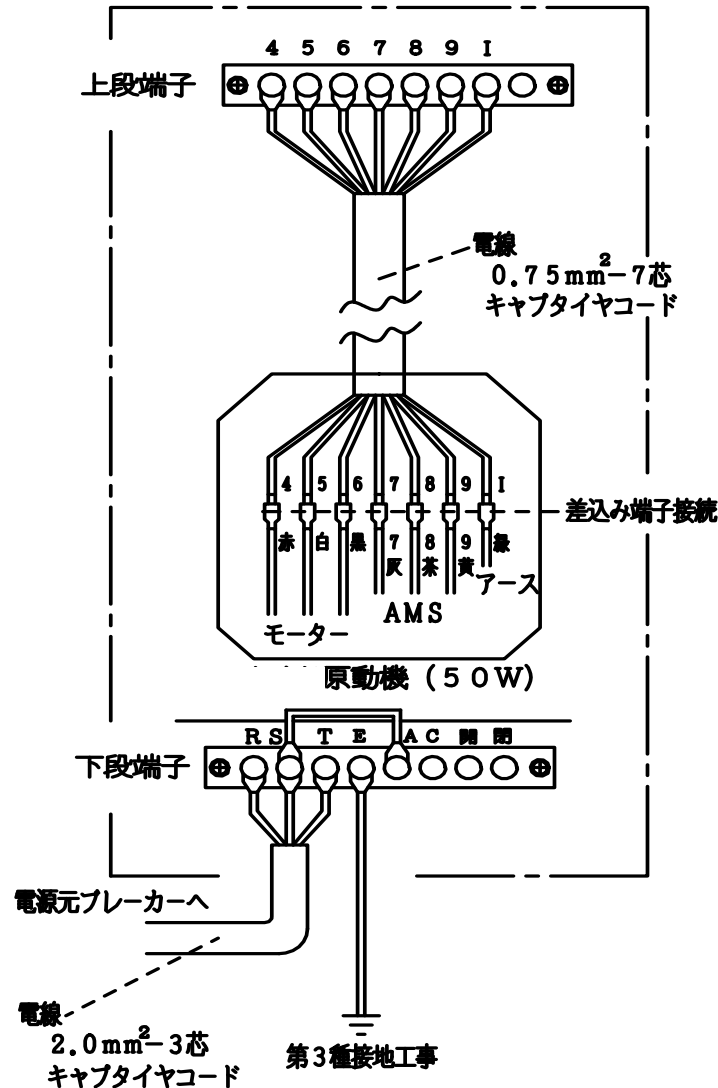 4 5 6 7 8 9 I
上段端子
電線
0.75mm²-7芯
キャブタイヤコード
4 5 6 7 8 9 I
差込み端子接続
赤 白 黒 7 8 9 緑
灰 茶 黄
アース
AMS
モーター
原動機(50W)
R S T E A C 開 閉
下段端子
電源元ブレーカーへ
電線
2.0mm²-3芯
キャブタイヤコード
第3種接地工事